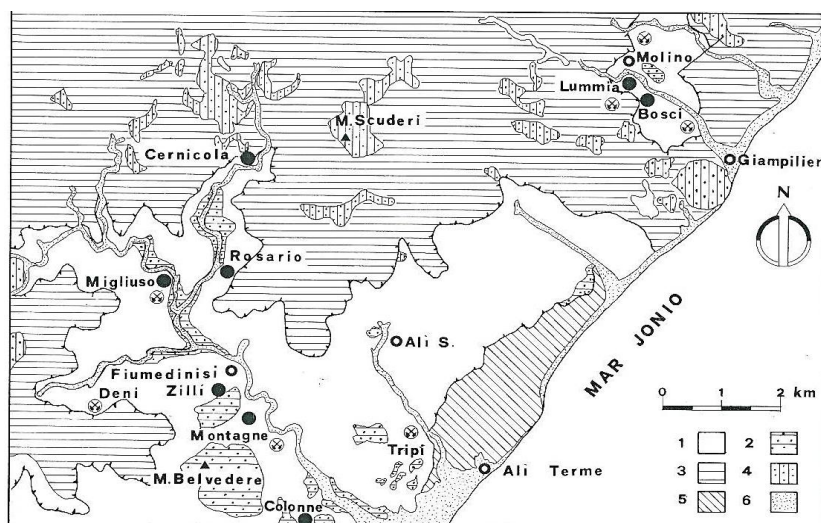 Molino
Lummia
Bosci
M. Scuderi
Cernicola
Giampilier
N
Rosario
Migliuso
MAR JONIO
Alì S.
Fiumedinisi
Zillì
Deni
Montagne
0 1 2 km
1 2
Tripi
M. Belvedere
Alì Terme
3 4
Colonne
5 6